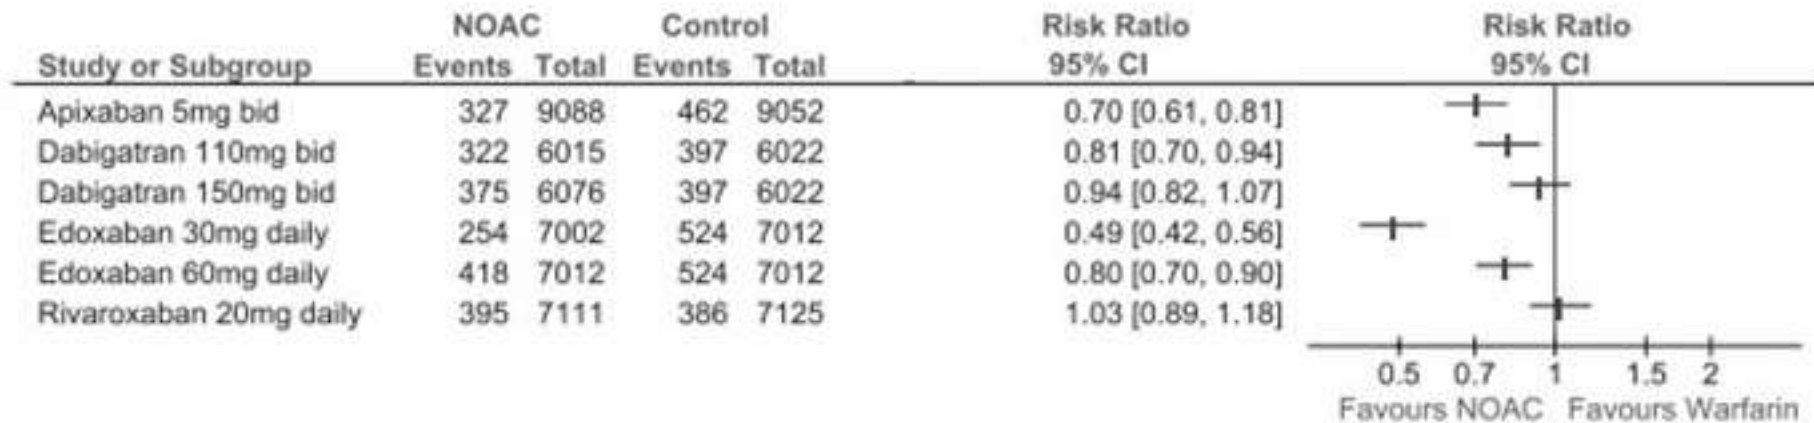 NOAC Control Risk Ratio Risk Ratio
Study or Subgroup Events Total Events Total 95% CI 95% CI
Apixaban 5mg bid 327 9088 462 9052 0.70 [0.61, 0.81]
Dabigatran 110mg bid 322 6015 397 6022 0.81 [0.70, 0.94]
Dabigatran 150mg bid 375 6076 397 6022 0.94 [0.82, 1.07]
Edoxaban 30mg daily 254 7002 524 7012 0.49 [0.42, 0.56]
Edoxaban 60mg daily 418 7012 524 7012 0.80 [0.70, 0.90]
Rivaroxaban 20mg daily 395 7111 386 7125 1.03 [0.89, 1.18]
0.5 0.7 1 1.5 2
Favours NOAC Favours Warfarin